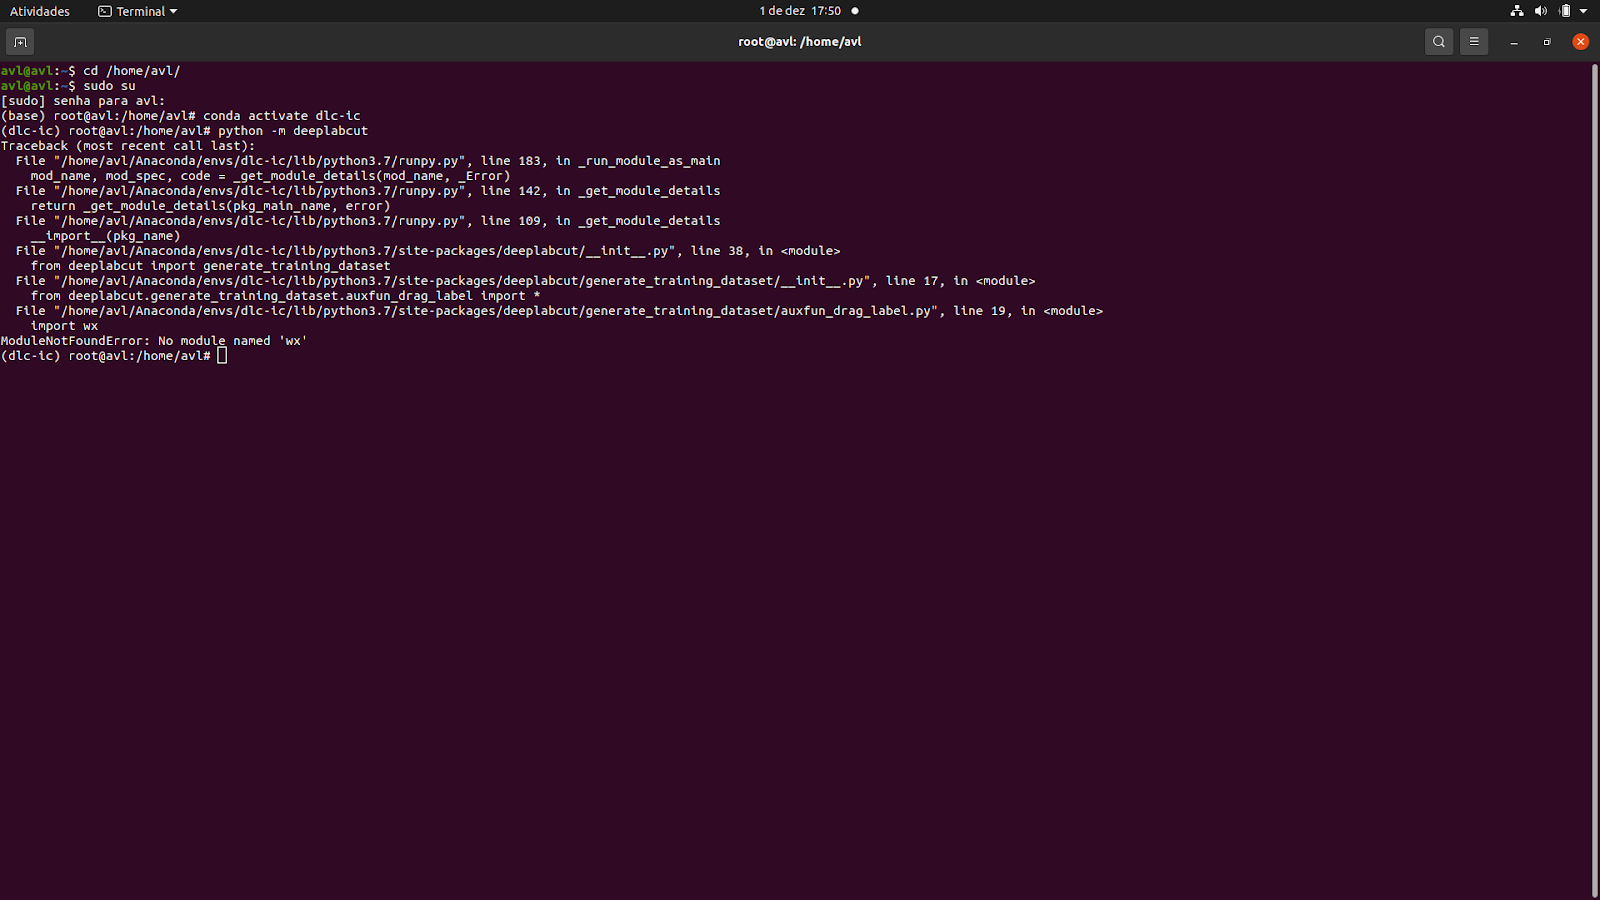 Atividades Terminal 1 de dez 17:50
root@avl: /home/avl
avl@avl:~$ cd /home/avl/
avl@avl:~$ sudo su
[sudo] senha para avl:
(base) root@avl:/home/avl# conda activate dlc-ic
(dlc-ic) root@avl:/home/avl# python -m deeplabcut
Traceback (most recent call last):
  File "/home/avl/Anaconda/envs/dlc-ic/lib/python3.7/runpy.py", line 183, in _run_module_as_main
    mod_name, mod_spec, code = _get_module_details(mod_name, _Error)
  File "/home/avl/Anaconda/envs/dlc-ic/lib/python3.7/runpy.py", line 142, in _get_module_details
    return _get_module_details(pkg_main_name, error)
  File "/home/avl/Anaconda/envs/dlc-ic/lib/python3.7/runpy.py", line 109, in _get_module_details
    __import__(pkg_name)
  File "/home/avl/Anaconda/envs/dlc-ic/lib/python3.7/site-packages/deeplabcut/__init__.py", line 38, in <module>
    from deeplabcut import generate_training_dataset
  File "/home/avl/Anaconda/envs/dlc-ic/lib/python3.7/site-packages/deeplabcut/generate_training_dataset/__init__.py", line 17, in <module>
    from deeplabcut.generate_training_dataset.auxfun_drag_label import *
  File "/home/avl/Anaconda/envs/dlc-ic/lib/python3.7/site-packages/deeplabcut/generate_training_dataset/auxfun_drag_label.py", line 19, in <module>
    import wx
ModuleNotFoundError: No module named 'wx'
(dlc-ic) root@avl:/home/avl#